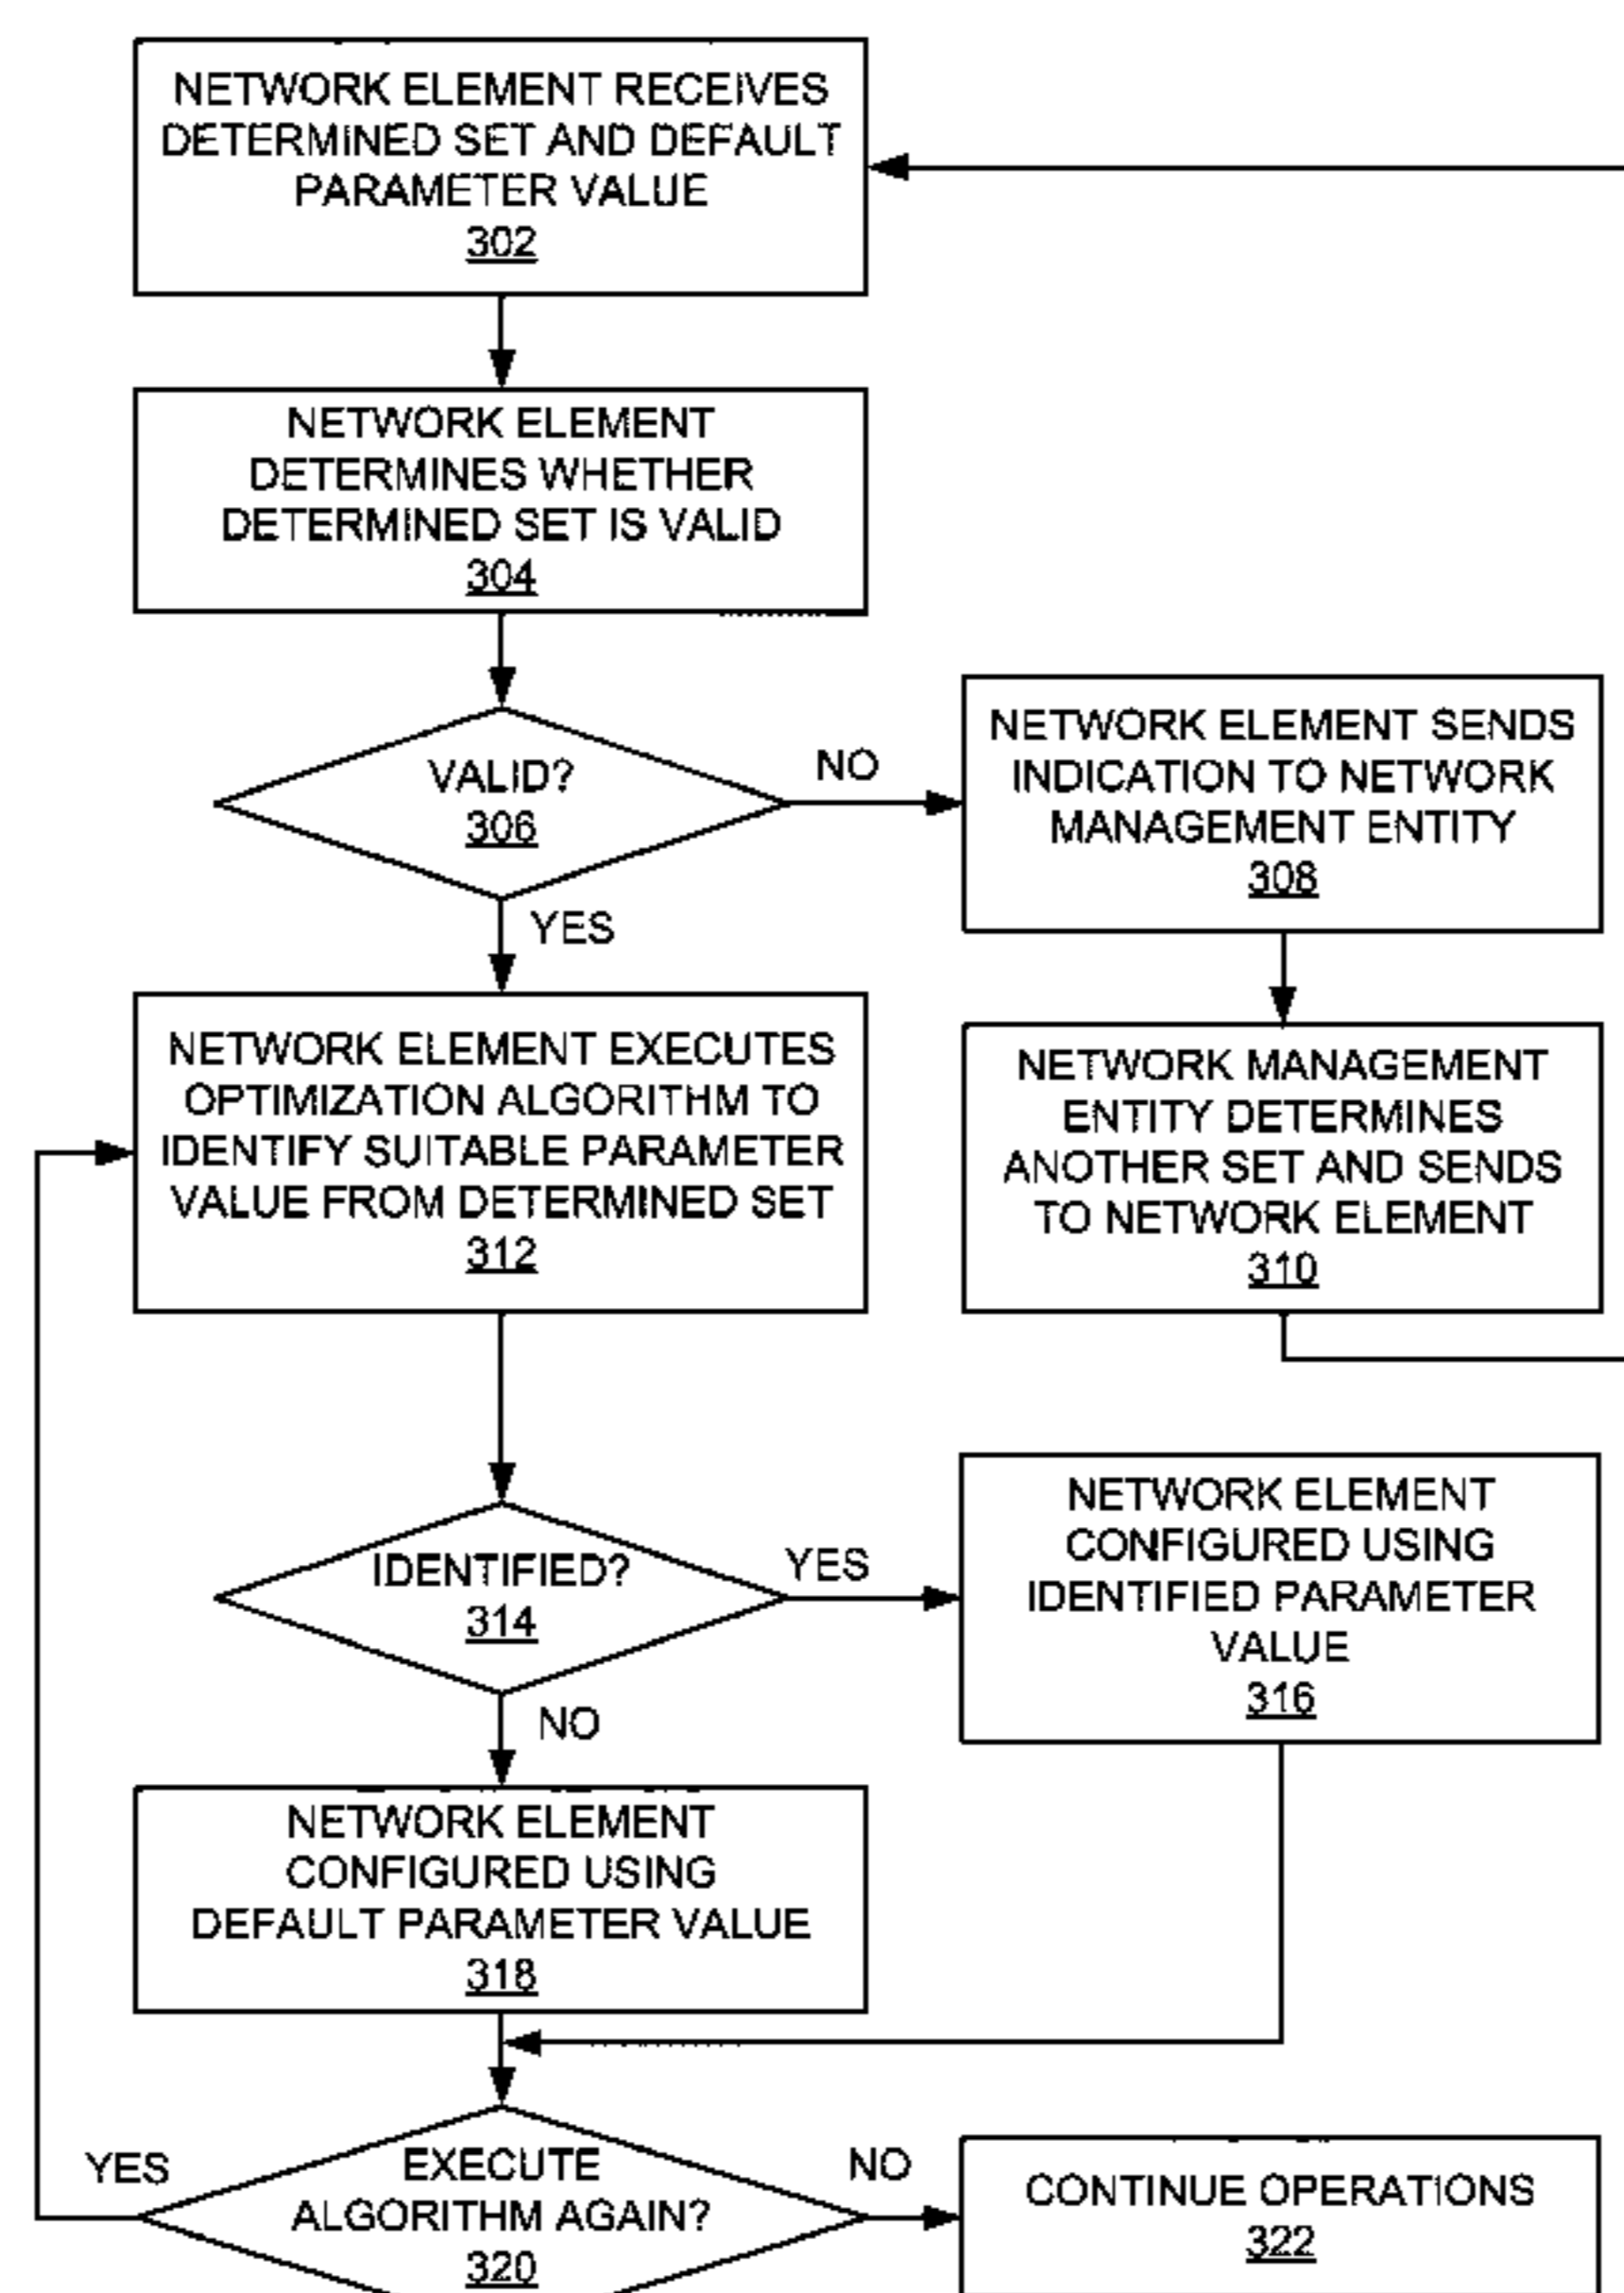 NETWORK ELEMENT RECEIVES
DETERMINED SET AND DEFAULT
PARAMETER VALUE
302
NETWORK ELEMENT
DETERMINES WHETHER
DETERMINED SET IS VALID
304
VALID?
306
NO
YES
NETWORK ELEMENT SENDS
INDICATION TO NETWORK
MANAGEMENT ENTITY
308
NETWORK MANAGEMENT
ENTITY DETERMINES
ANOTHER SET AND SENDS
TO NETWORK ELEMENT
310
NETWORK ELEMENT EXECUTES
OPTIMIZATION ALGORITHM TO
IDENTIFY SUITABLE PARAMETER
VALUE FROM DETERMINED SET
312
IDENTIFIED?
314
YES
NO
NETWORK ELEMENT
CONFIGURED USING
IDENTIFIED PARAMETER
VALUE
316
NETWORK ELEMENT
CONFIGURED USING
DEFAULT PARAMETER VALUE
318
YES
EXECUTE
ALGORITHM AGAIN?
320
NO
CONTINUE OPERATIONS
322